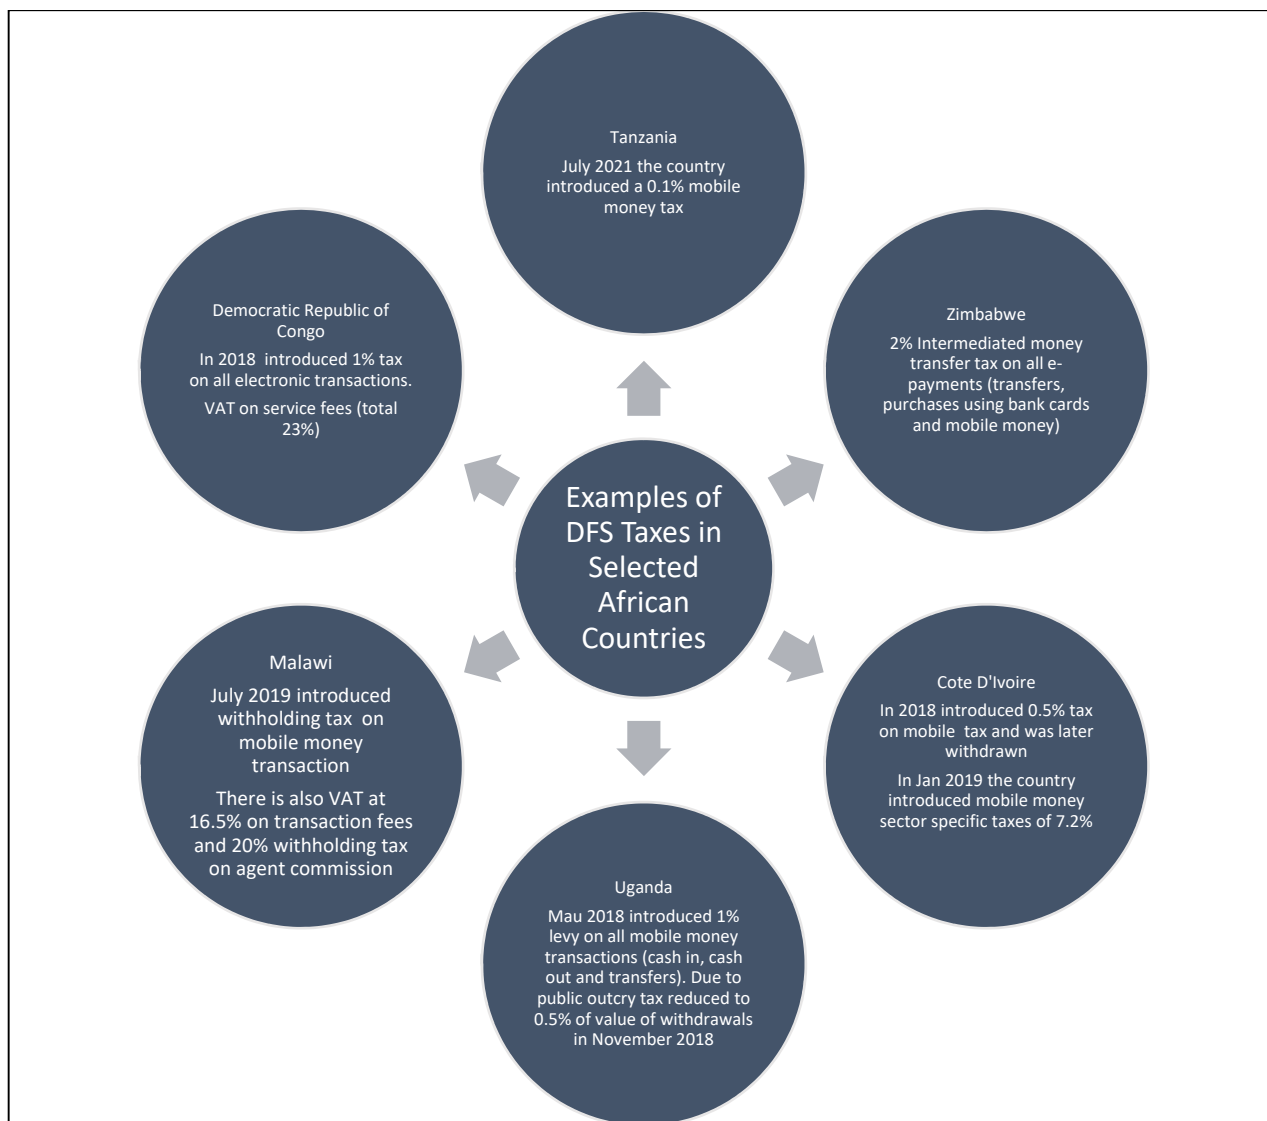 Tanzania
July 2021 the country
introduced a 0.1% mobile
money tax
Democratic Republic of
Congo
In 2018  introduced 1% tax
on all electronic transactions.
VAT on service fees (total
23%)
Zimbabwe
2% Intermediated money
transfer tax on all e-
payments (transfers,
purchases using bank cards
and mobile money)
Examples of
DFS Taxes in
Selected
African
Countries
Malawi
July 2019 introduced
withholding tax  on
mobile money
transaction
There is also VAT at
16.5% on transaction fees
and 20% withholding tax
on agent commission
Cote D'Ivoire
In 2018 introduced 0.5% tax
on mobile  tax and was later
withdrawn
In Jan 2019 the country
introduced mobile money
sector specific taxes of 7.2%
Uganda
Mau 2018 introduced 1%
levy on all mobile money
transactions (cash in, cash
out and transfers). Due to
public outcry tax reduced to
0.5% of value of withdrawals
in November 2018